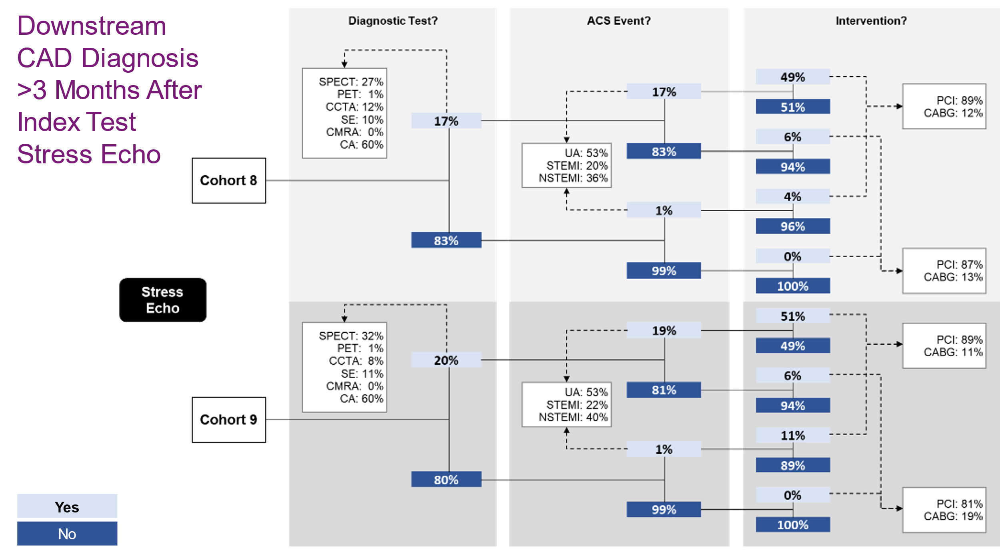 Downstream
CAD Diagnosis
>3 Months After
Index Test
Stress Echo
Diagnostic Test?
ACS Event?
Intervention?
Stress
Echo
Cohort 8
SPECT: 27%
PET: 1%
CCTA: 12%
SE: 10%
CMRA: 0%
CA: 60%
17%
83%
17%
83%
UA: 53%
STEMI: 20%
NSTEMI: 36%
1%
99%
49%
51%
6%
94%
4%
96%
0%
100%
PCI: 89%
CABG: 12%
PCI: 87%
CABG: 13%
Cohort 9
SPECT: 32%
PET: 1%
CCTA: 8%
SE: 11%
CMRA: 0%
CA: 60%
20%
80%
19%
81%
UA: 53%
STEMI: 22%
NSTEMI: 40%
1%
99%
51%
49%
6%
94%
11%
89%
0%
100%
PCI: 89%
CABG: 11%
PCI: 81%
CABG: 19%
Yes
No